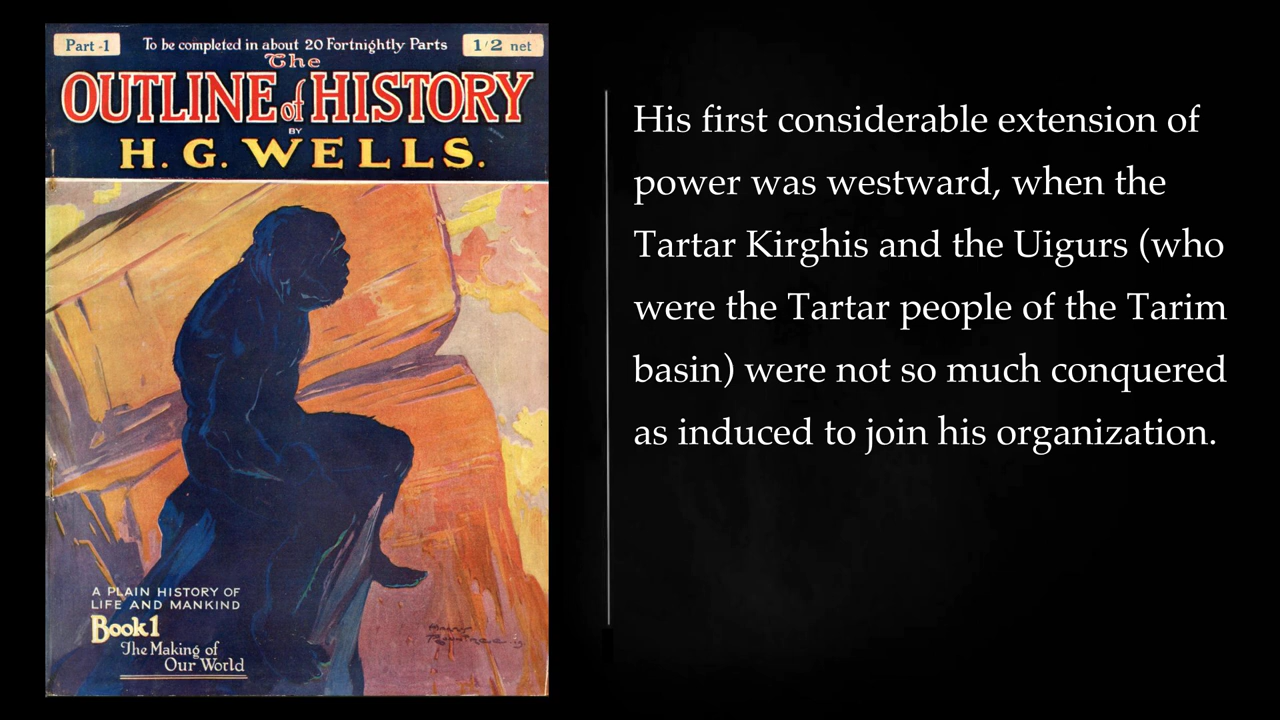 Part -1
To be completed in about 20 Fortnightly Parts
1/2 net
The
OUTLINE of HISTORY
BY
H. G. WELLS.
A PLAIN HISTORY OF
LIFE AND MANKIND
Book 1
The Making of
Our World
His first considerable extension of
power was westward, when the
Tartar Kirghis and the Uigurs (who
were the Tartar people of the Tarim
basin) were not so much conquered
as induced to join his organization.